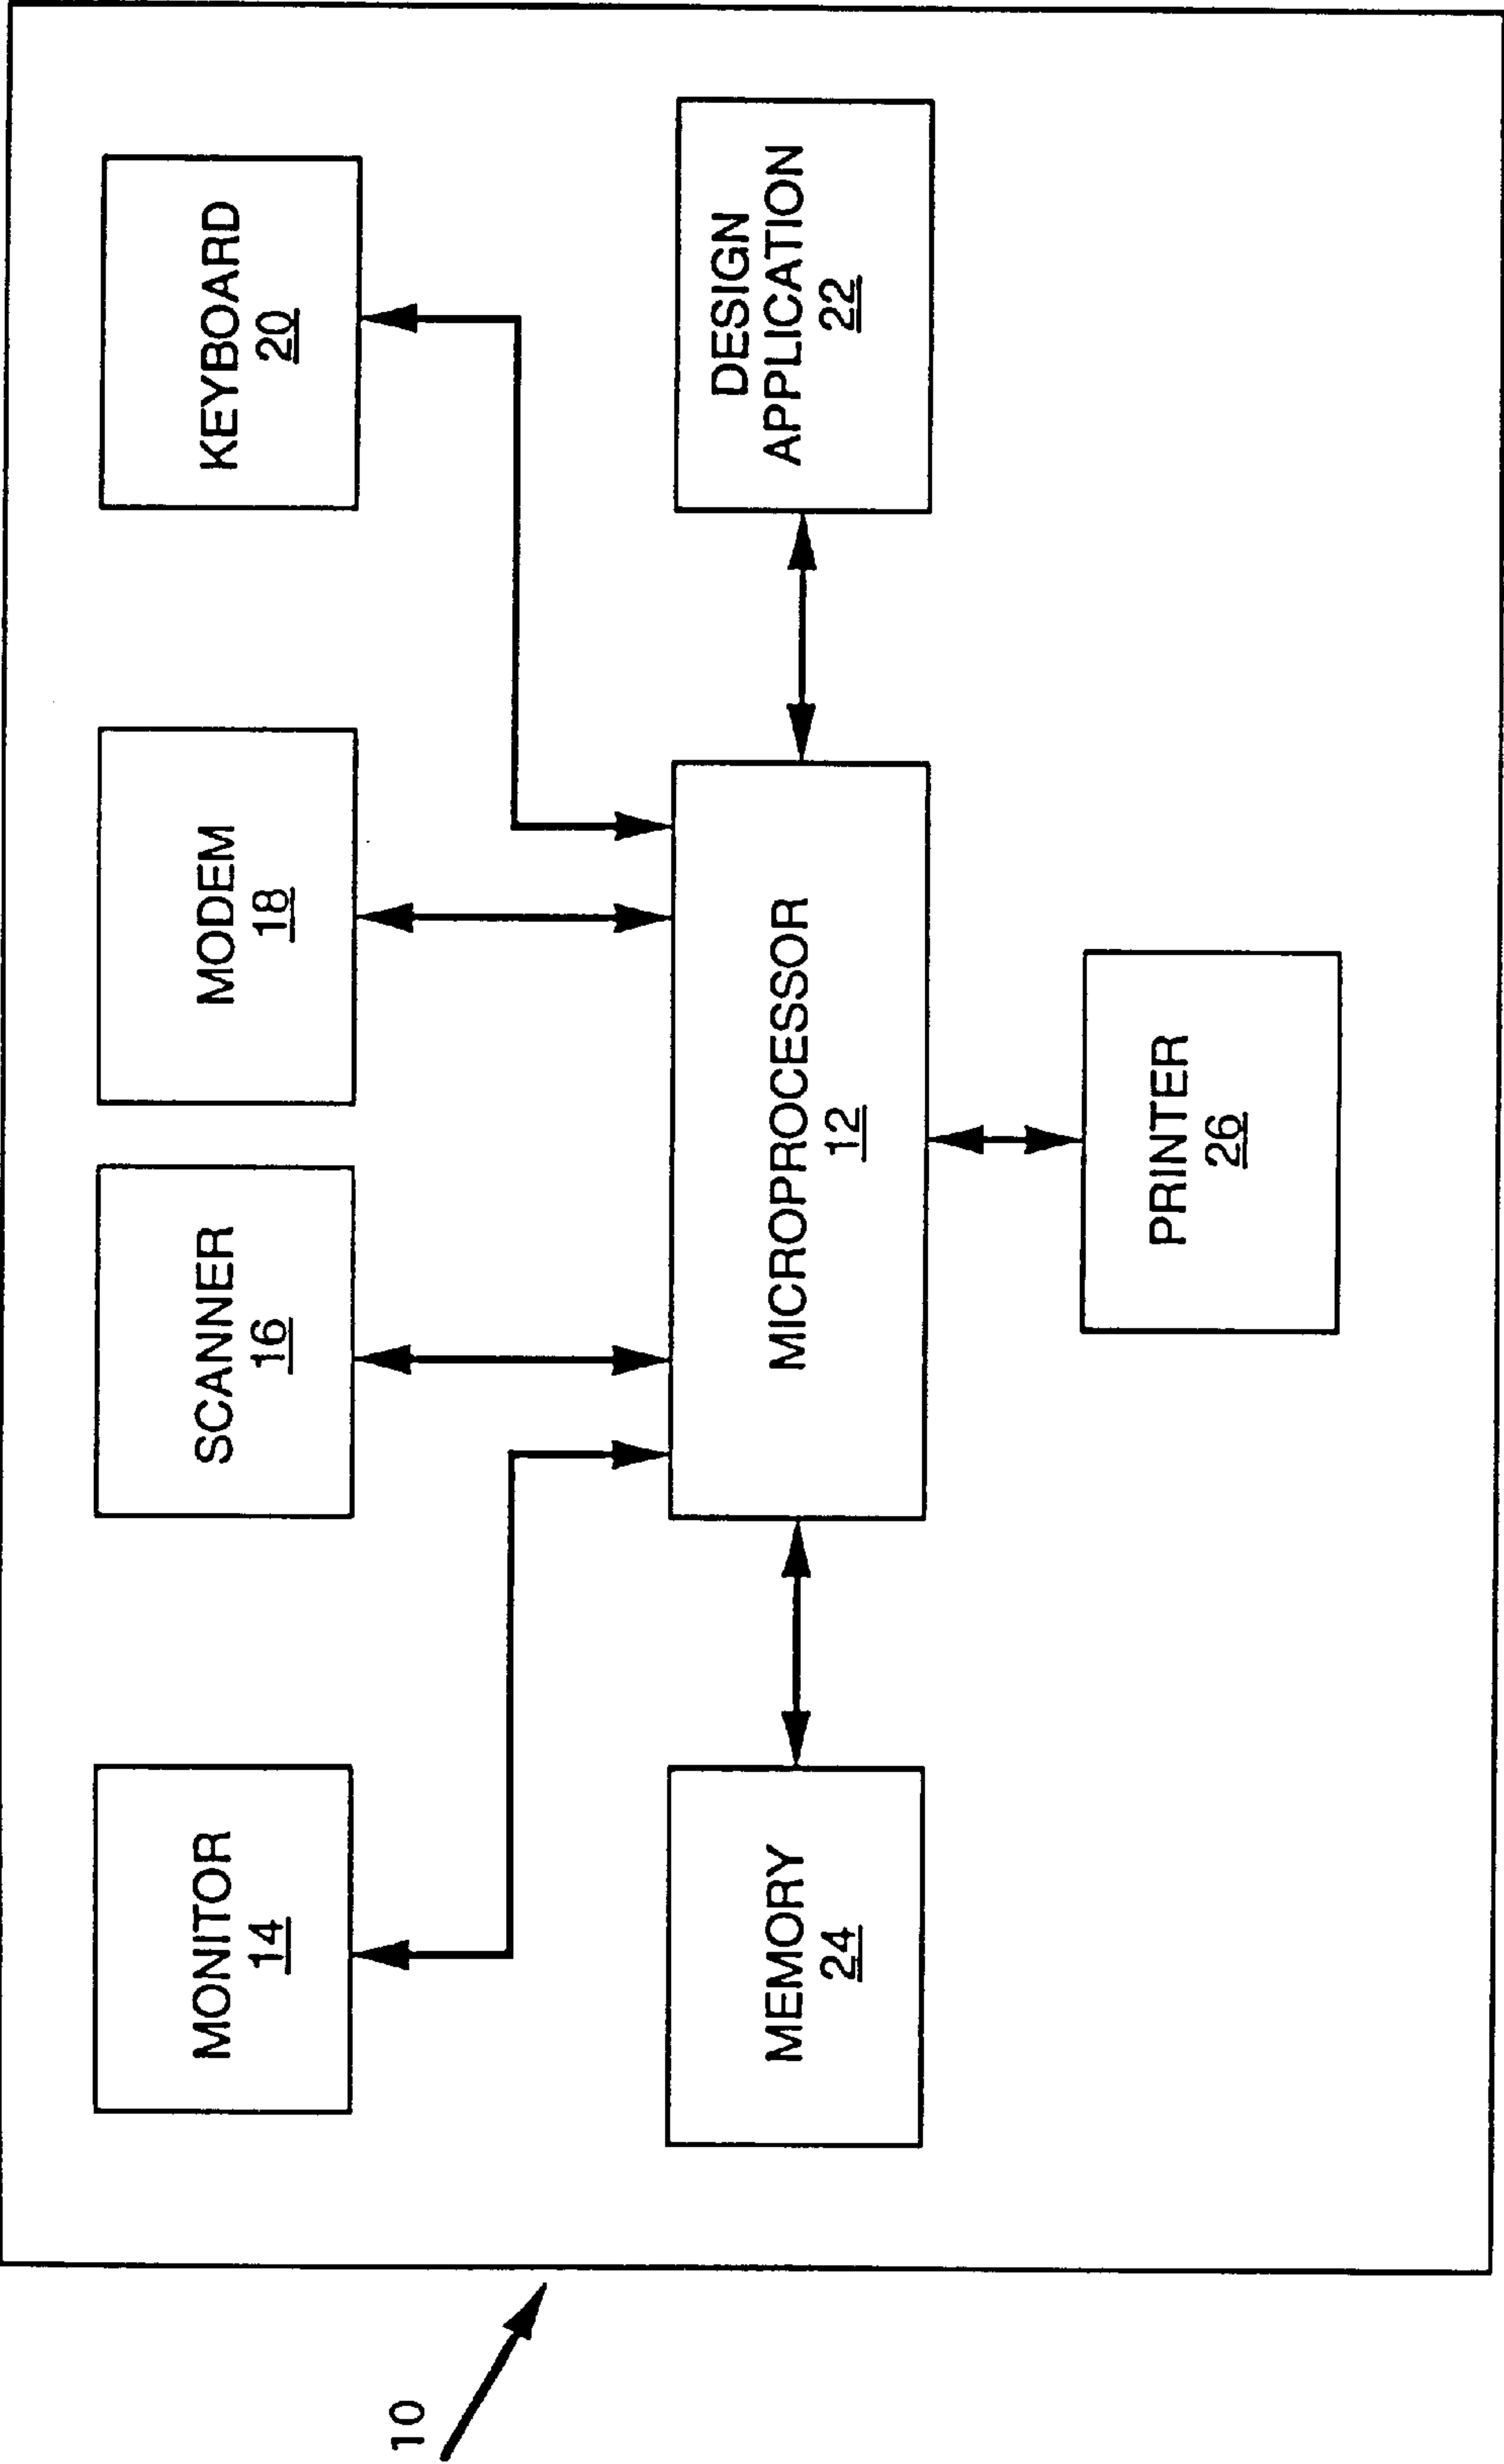 10
MONITOR
14
SCANNER
16
MODEM
18
KEYBOARD
20
MEMORY
24
MICROPROCESSOR
12
DESIGN
APPLICATION
22
PRINTER
26